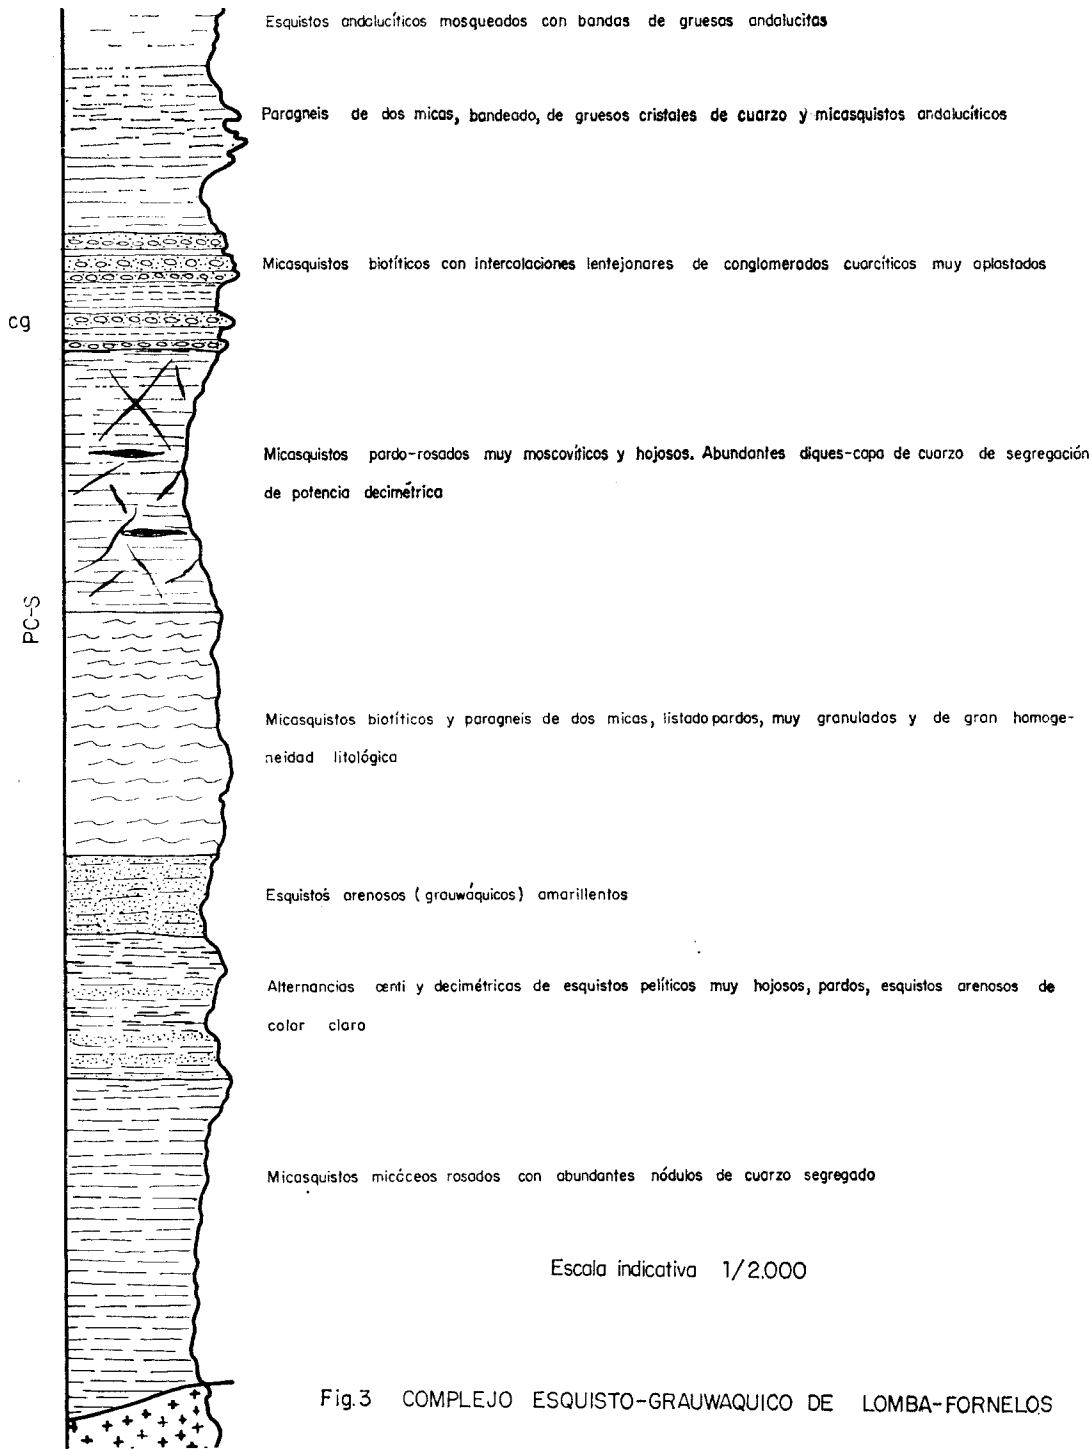 Esquistos andalucíticos mosqueados con bandas de gruesas andalucitas
Paragneis de dos micas, bandeado, de gruesos cristales de cuarzo y micasquistos andalucíticos
Micasquistos biotíticos con intercalaciones lentejonares de conglomerados cuarcíticos muy aplastados
cg
Micasquistos pardo-rosados muy moscovíticos y hojosos. Abundantes diques-capa de cuarzo de segregación
de potencia decimétrica
PC-S
Micasquistos biotíticos y paragneis de dos micas, listado pardos, muy granulados y de gran homoge-
neidad litológica
Esquistos arenosos (grauwáquicos) amarillentos
Alternancias centi y decimétricas de esquistos pelíticos muy hojosos, pardos, esquistos arenosos de
color claro
Micasquistos micáceos rosados con abundantes nódulos de cuarzo segregado
Escala indicativa 1/2.000
Fig.3 COMPLEJO ESQUISTO-GRAUWAQUICO DE LOMBA-FORNELOS